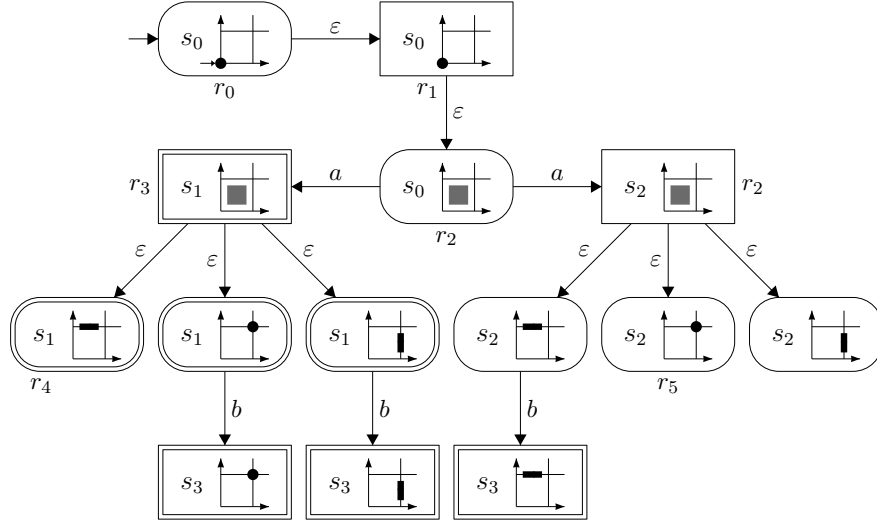 s0 ε s0
r0 r1
ε
r3 s1 a s0 a s2 r2
r2
ε ε ε ε ε ε
s1 s1 s1 s2 s2 s2
r4 r5
b b b
s3 s3 s3